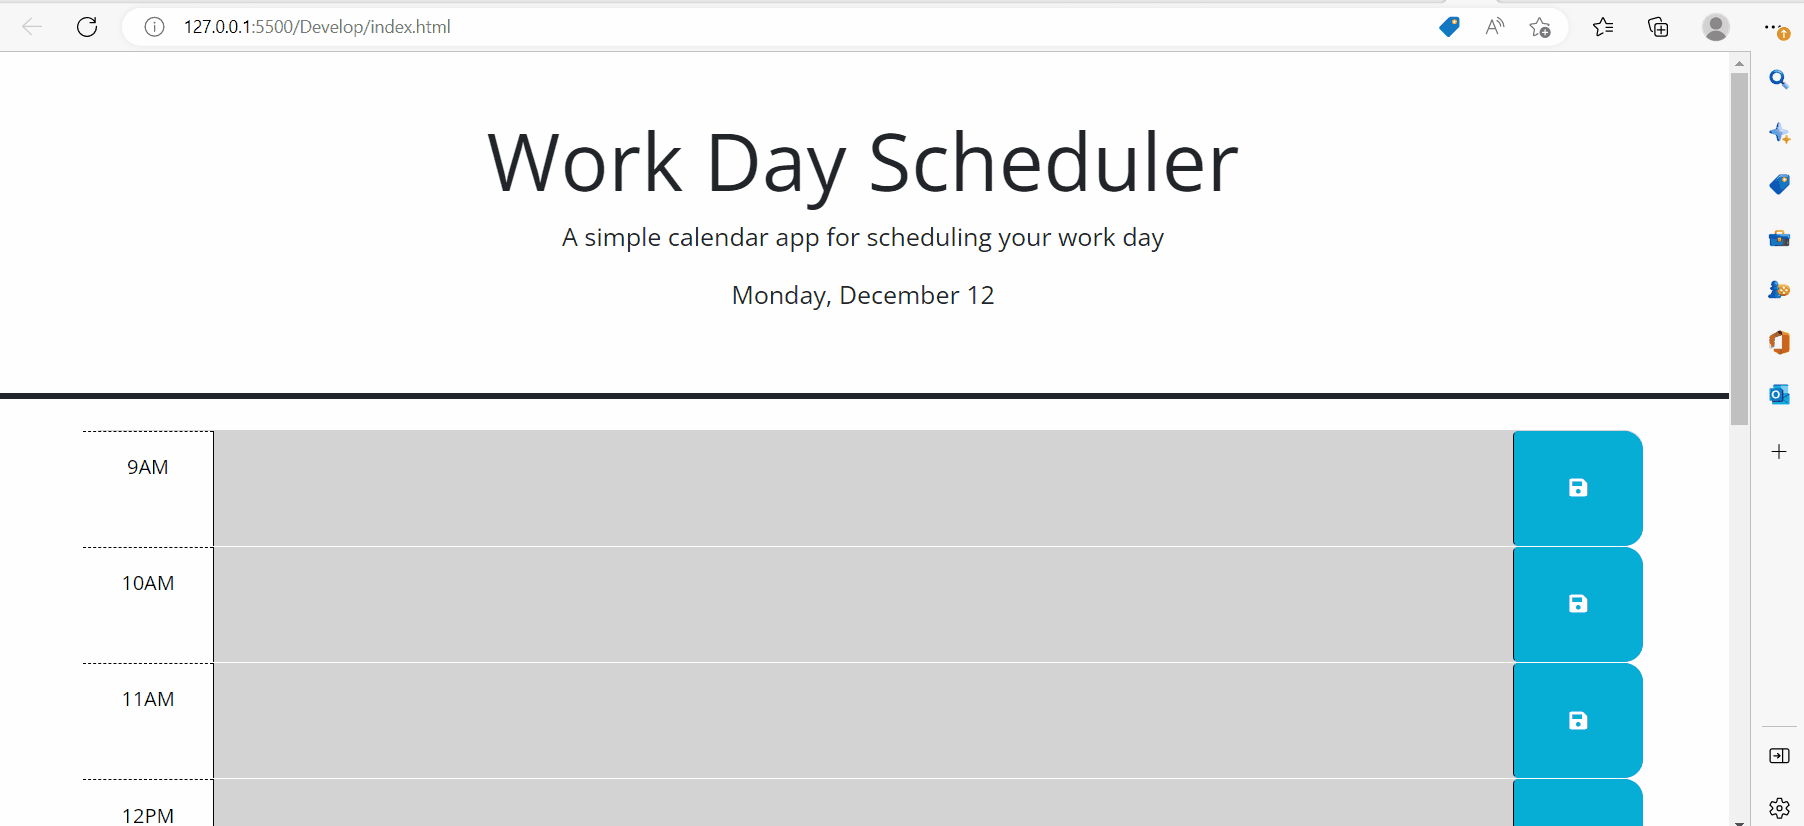 127.0.0.1:5500/Develop/index.html
Work Day Scheduler
A simple calendar app for scheduling your work day
Monday, December 12
9AM
10AM
11AM
12PM